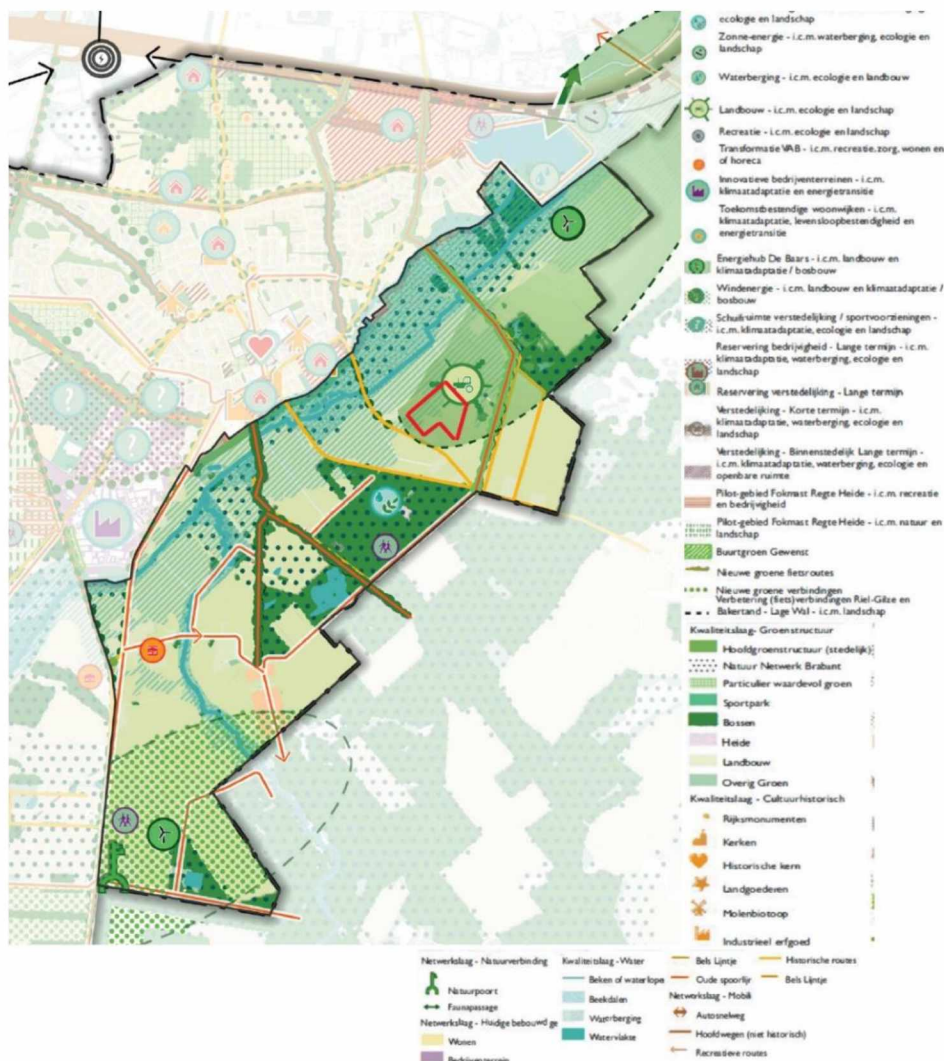 ecologie en landschap
Zonne-energie - i.c.m. waterberging, ecologie en
landschap
Waterberging - i.c.m. ecologie en landbouw
Landbouw - i.c.m. ecologie en landschap
Recreatie - i.c.m. ecologie en landschap
Transformatie VAB - i.c.m. recreatie, zorg, wonen en
of horeca
Innovatieve bedrijventerreinen - i.c.m.
klimaatadaptatie en energietransitie
Toekomstbestendige woonwijken - i.c.m.
klimaatadaptatie, levensloopbestendigheid en
energietransitie
Energiehub De Baars - i.c.m. landbouw en
klimaatadaptatie / bosbouw
Windenergie - i.c.m. landbouw en klimaatadaptatie /
bosbouw
Schuifruimte verstedelijking / sportvoorzieningen -
i.c.m. klimaatadaptatie, ecologie en landschap
Reservering bedrijvigheid - Lange termijn - i.c.m.
klimaatadaptatie, waterberging, ecologie en
landschap
Reservering verstedelijking - Lange termijn
Verstedelijking - Korte termijn - i.c.m.
klimaatadaptatie, waterberging, ecologie en
landschap
Verstedelijking - Binnenstedelijk Lange termijn -
i.c.m. klimaatadaptatie, waterberging, ecologie en
openbare ruimte
Pilot-gebied Fokmast Regte Heide - i.c.m. recreatie
en bedrijvigheid
Pilot-gebied Fokmast Regte Heide - i.c.m. natuur en
landschap
Buurtgroen Gewenst
Nieuwe groene fietsroutes
Nieuwe groene verbindingen
Verbetering (fiets)verbindingen Riel-Gilze en
Bakertand - Lage Wal - i.c.m. landschap
Kwaliteitslaag- Groenstructuur
Hoofdgroenstructuur (stedelijk)
Natuur Netwerk Brabant
Particulier waardevol groen
Sportpark
Bossen
Heide
Landbouw
Overig Groen
Kwaliteitslaag - Cultuurhistorisch
Rijksmonumenten
Kerken
Historische kern
Landgoederen
Molenbiotoop
Industrieel erfgoed
Netwerkslaag - Natuurverbinding
Natuurpoort
Faunapassage
Netwerkslaag - Huidige bebouwd ge
Wonen
Bedrijventerrein
Kwaliteitslaag - Water
Beken of waterlope
Beekdalen
Waterberging
Watervlakte
Bels Lijntje
Oude spoorlijn
Netwerkslaag - Mobili
Autosnelweg
Hoofdwegen (niet historisch)
Recreatieve routes
Historische routes
Bels Lijntje